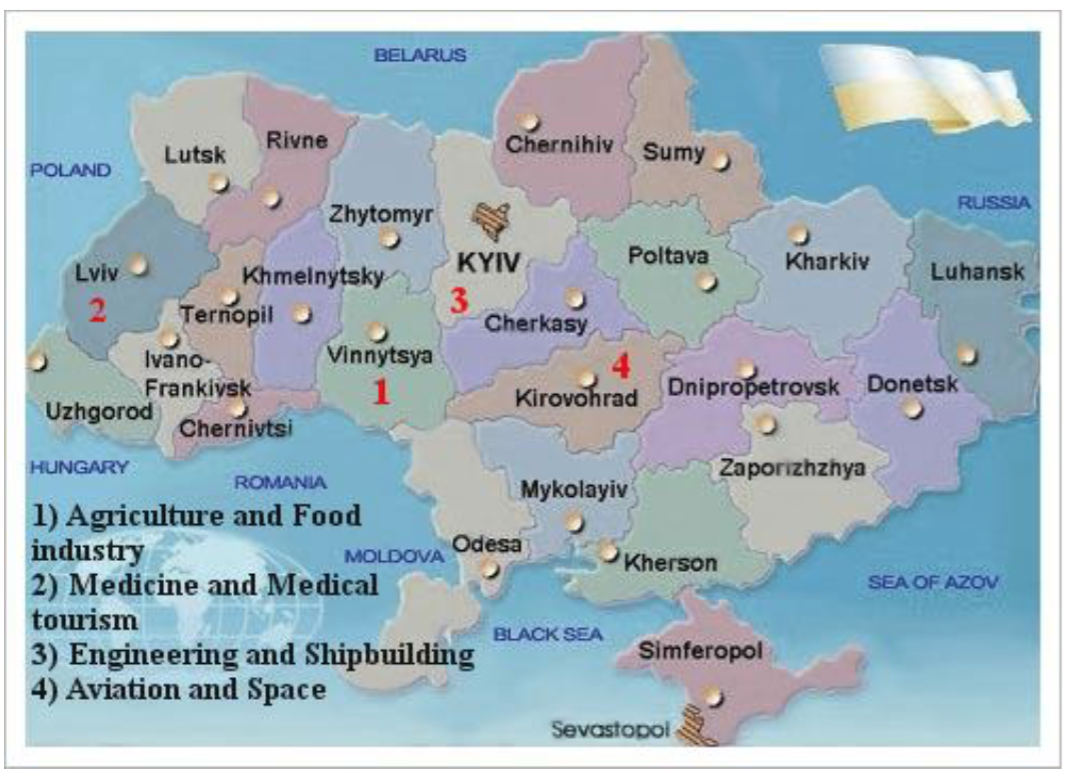 BELARUS
Chernihiv
Rivne
Lutsk
Sumy
POLAND
RUSSIA
Zhytomyr
KYIV
3
Poltava
Kharkiv
Luhansk
Lviv
2
Khmelnytsky
Ternopil
Cherkasy
Vinnytsya
1
Ivano-
Frankivsk
4
Kirovohrad
Dnipropetrovsk
Donetsk
Uzhgorod
Chernivtsi
HUNGARY
ROMANIA
Zaporizhzhya
Mykolayiv
1) Agriculture and Food
industry
2) Medicine and Medical
tourism
3) Engineering and Shipbuilding
4) Aviation and Space
MOLDOVA
Odesa
Kherson
SEA OF AZOV
BLACK SEA
Simferopol
Sevastopol